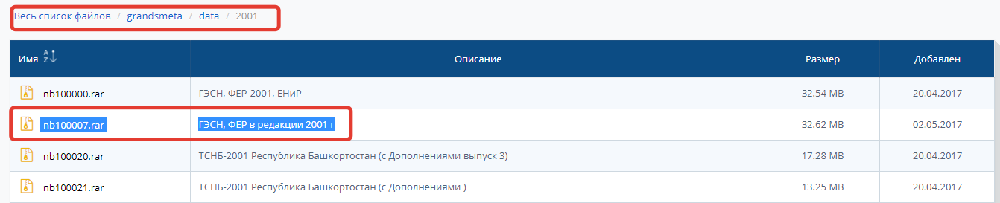 Весь список файлов / grandsmeta / data / 2001
Имя AZ Описание Размер Добавлен
nb100000.rar ГЭСН, ФЕР-2001, ЕНиР 32.54 MB 20.04.2017
nb100007.rar ГЭСН, ФЕР в редакции 2001 г 32.62 MB 02.05.2017
nb100020.rar ТСНБ-2001 Республика Башкортостан (с Дополнениями выпуск 3) 17.28 MB 20.04.2017
nb100021.rar ТСНБ-2001 Республика Башкортостан (с Дополнениями ) 13.25 MB 20.04.2017